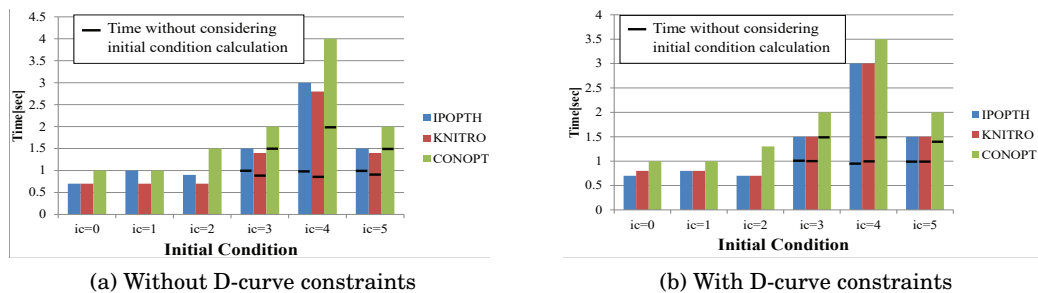 4.5
4
3.5
3
2.5
2
1.5
1
0.5
0
Time[sec]
Time without considering
initial condition calculation
IPOPTH
KNITRO
CONOPT
ic=0 ic=1 ic=2 ic=3 ic=4 ic=5
Initial Condition
(a) Without D-curve constraints
4
3.5
3
2.5
2
1.5
1
0.5
0
Time[sec]
Time without considering
initial condition calculation
IPOPTH
KNITRO
CONOPT
ic=0 ic=1 ic=2 ic=3 ic=4 ic=5
Initial Condition
(b) With D-curve constraints